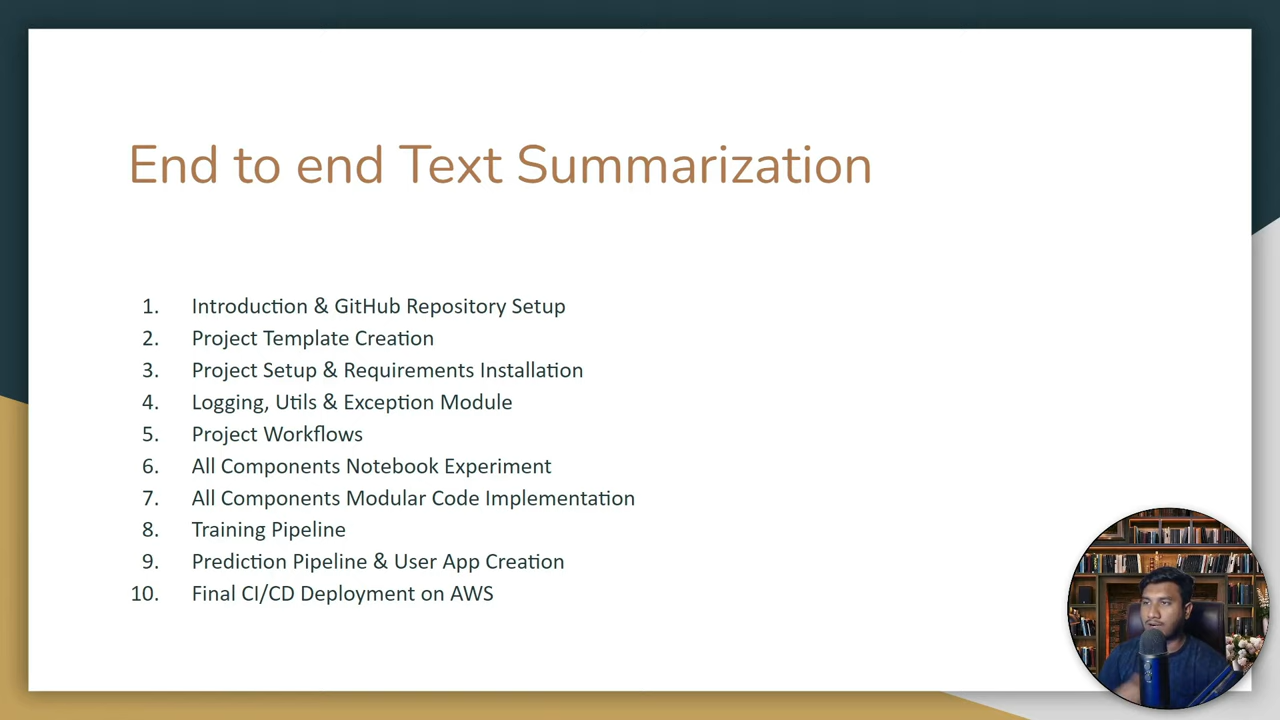 End to end Text Summarization
1. Introduction & GitHub Repository Setup
2. Project Template Creation
3. Project Setup & Requirements Installation
4. Logging, Utils & Exception Module
5. Project Workflows
6. All Components Notebook Experiment
7. All Components Modular Code Implementation
8. Training Pipeline
9. Prediction Pipeline & User App Creation
10. Final CI/CD Deployment on AWS